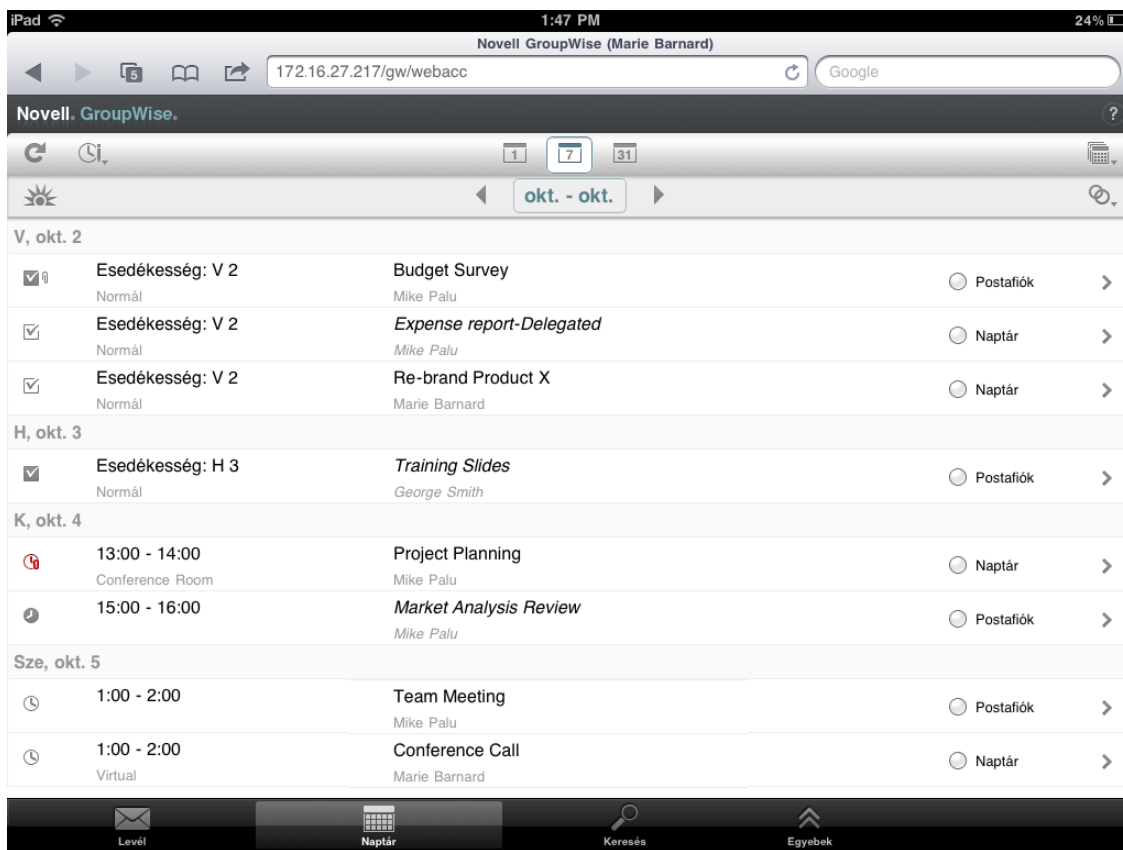 iPad 1:47 PM 24%
Novell GroupWise (Marie Barnard)
5 172.16.27.217/gw/webacc Google
Novell. GroupWise. ?
1 7 31
okt. - okt.
V, okt. 2
Esedékesség: V 2 Budget Survey
Normál Mike Palu Postafiók
Esedékesség: V 2 Expense report-Delegated
Normál Mike Palu Naptár
Esedékesség: V 2 Re-brand Product X
Normál Marie Barnard Naptár
H, okt. 3
Esedékesség: H 3 Training Slides
Normál George Smith Postafiók
K, okt. 4
13:00 - 14:00 Project Planning
Conference Room Mike Palu Naptár
15:00 - 16:00 Market Analysis Review
Mike Palu Postafiók
Sze, okt. 5
1:00 - 2:00 Team Meeting
Mike Palu Postafiók
1:00 - 2:00 Conference Call
Virtual Marie Barnard Naptár
Levél Naptár Keresés Egyebek